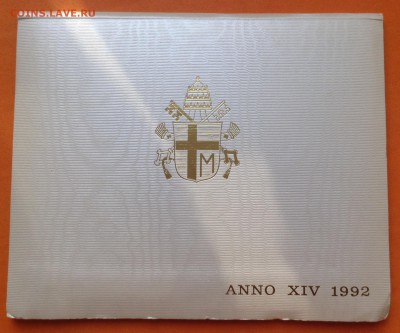 COINS.LAVE.RU
M
ANNO XIV 1992